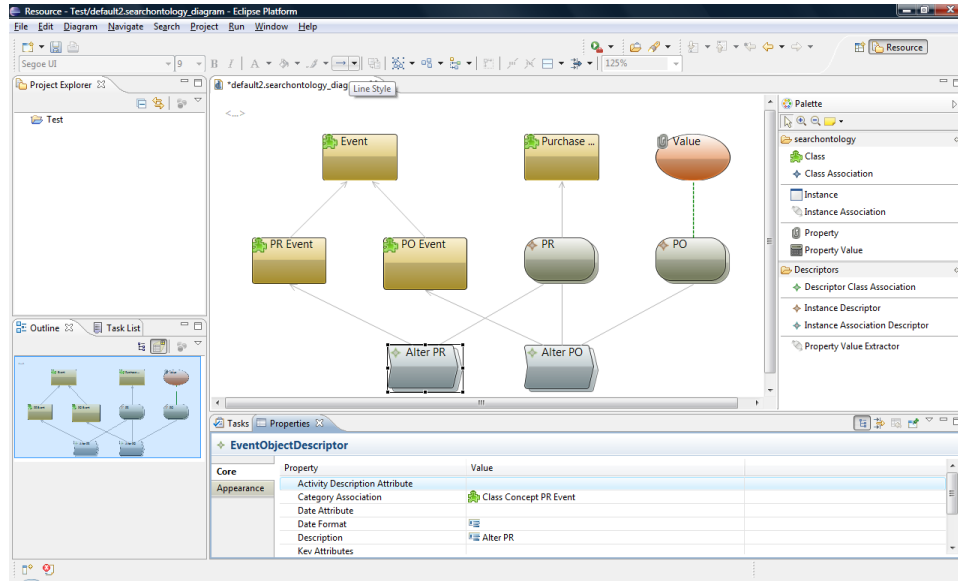 Resource - Test/default2.searchontology_diagram - Eclipse Platform
File Edit Diagram Navigate Search Project Run Window Help
Resource
Segoe UI 9 B I A 125%
Project Explorer
*default2.searchontology_diag
Line Style
Test
<...>
Event
Purchase ...
Value
PR Event
PO Event
PR
PO
Alter PR
Alter PO
Palette
searchontology
Class
Class Association
Instance
Instance Association
Property
Property Value
Descriptors
Descriptor Class Association
Instance Descriptor
Instance Association Descriptor
Property Value Extractor
Outline Task List
Tasks Properties
EventObjectDescriptor
Core
Appearance
Property Value
Activity Description Attribute
Category Association Class Concept PR Event
Date Attribute
Date Format
Description Alter PR
Key Attributes